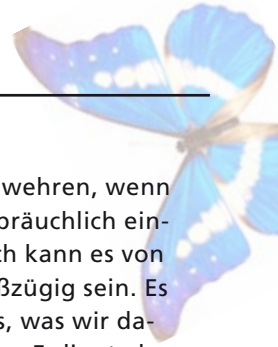 wehren, wenn
bräuchlich ein-
h kann es von
ßzügig sein. Es
s, was wir da-